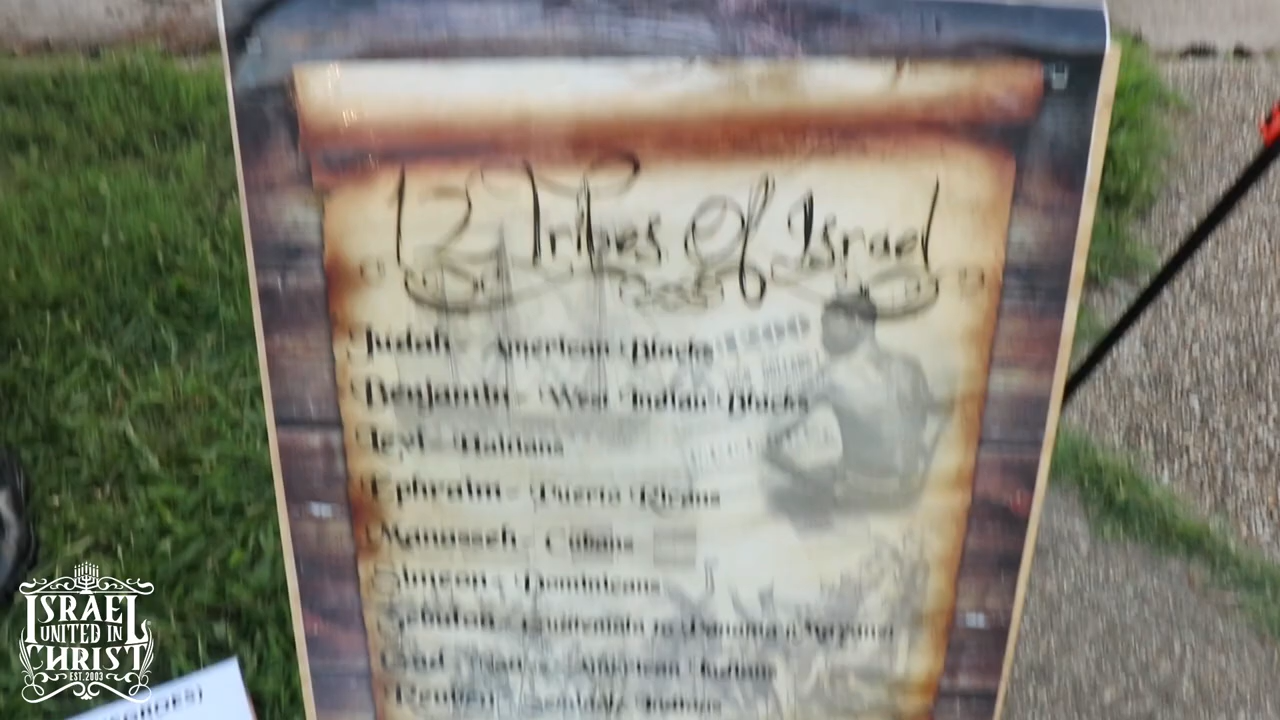 12 Tribes Of Israel
Judah - American Blacks
Benjamin - West Indian Blacks
Levi - Haitians
Ephraim - Puerto Ricans
Manasseh - Cubans
Simeon - Dominicans
Zebulon - Guatemala to Panama
Gad - Native American Indians
Reuben - Seminole Indians
ISRAEL
UNITED IN
CHRIST
EST. 2003